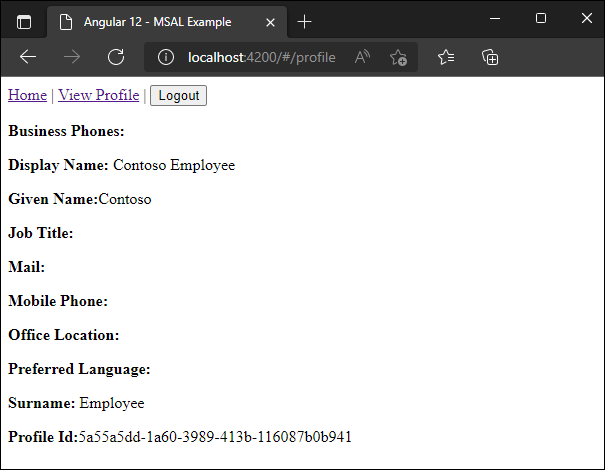 Angular 12 - MSAL Example
localhost:4200/#/profile
Home | View Profile | Logout
Business Phones:
Display Name: Contoso Employee
Given Name:Contoso
Job Title:
Mail:
Mobile Phone:
Office Location:
Preferred Language:
Surname: Employee
Profile Id:5a55a5dd-1a60-3989-413b-116087b0b941